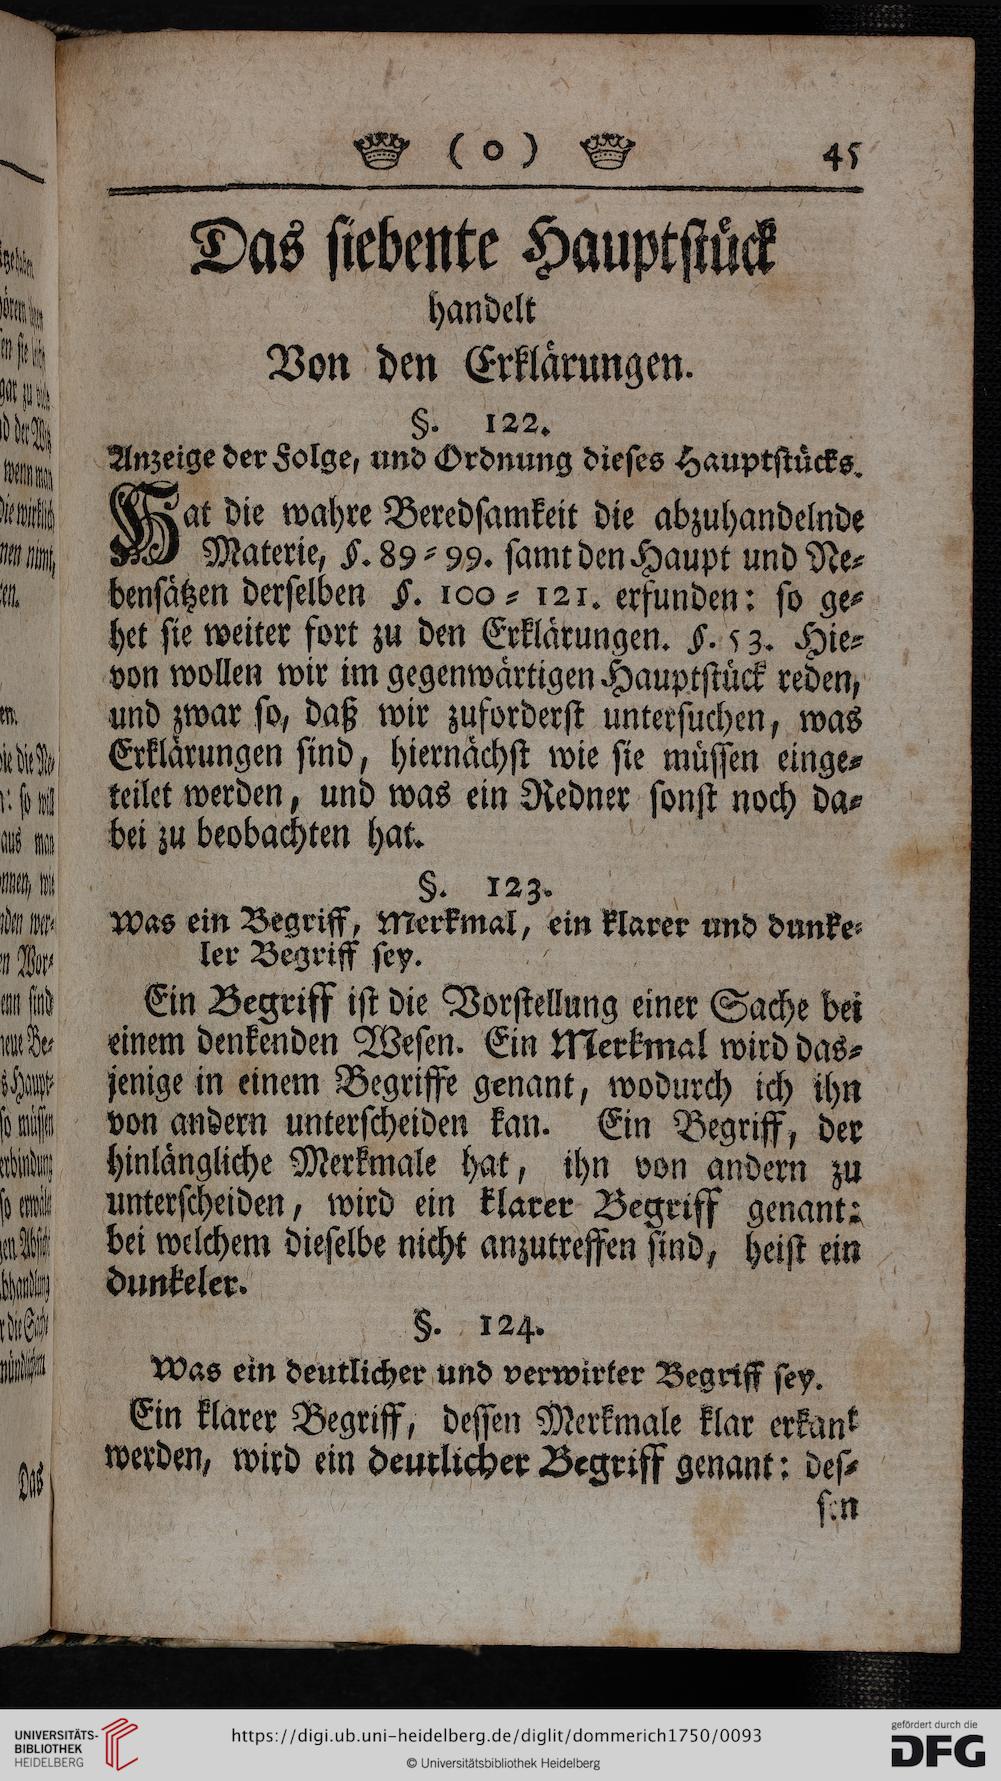 ( o ) 45
Das siebente Hauptstück
handelt
Von den Erklärungen.
§. 122.
Anzeige der Folge, und Ordnung dieses Hauptstücks.
Hat die wahre Beredsamkeit die abzuhandelnde
Materie, §. 89 = 99. samt den Haupt und Ne=
bensätzen derselben §. 100 = 121. erfunden: so ge=
het sie weiter fort zu den Erklärungen. §. 53. Hie=
von wollen wir im gegenwärtigen Hauptstück reden,
und zwar so, daß wir zuforderst untersuchen, was
Erklärungen sind, hiernächst wie sie müssen einge=
teilet werden, und was ein Redner sonst noch da=
bei zu beobachten hat.
§. 123.
Was ein Begriff, Merkmal, ein klarer und dunke=
ler Begriff sey.
Ein Begriff ist die Vorstellung einer Sache bei
einem denkenden Wesen. Ein Merkmal wird das=
jenige in einem Begriffe genant, wodurch ich ihn
von andern unterscheiden kan. Ein Begriff, der
hinlängliche Merkmale hat, ihn von andern zu
unterscheiden, wird ein klarer Begriff genant:
bei welchem dieselbe nicht anzutreffen sind, heist ein
dunkeler.
§. 124.
Was ein deutlicher und verwirter Begriff sey.
Ein klarer Begriff, dessen Merkmale klar erkant
werden, wird ein deutlicher Begriff genant: des=
sen
Das
UNIVERSITÄTS-
BIBLIOTHEK
HEIDELBERG
https://digi.ub.uni-heidelberg.de/diglit/dommerich1750/0093
© Universitätsbibliothek Heidelberg
gefördert durch die
DFG